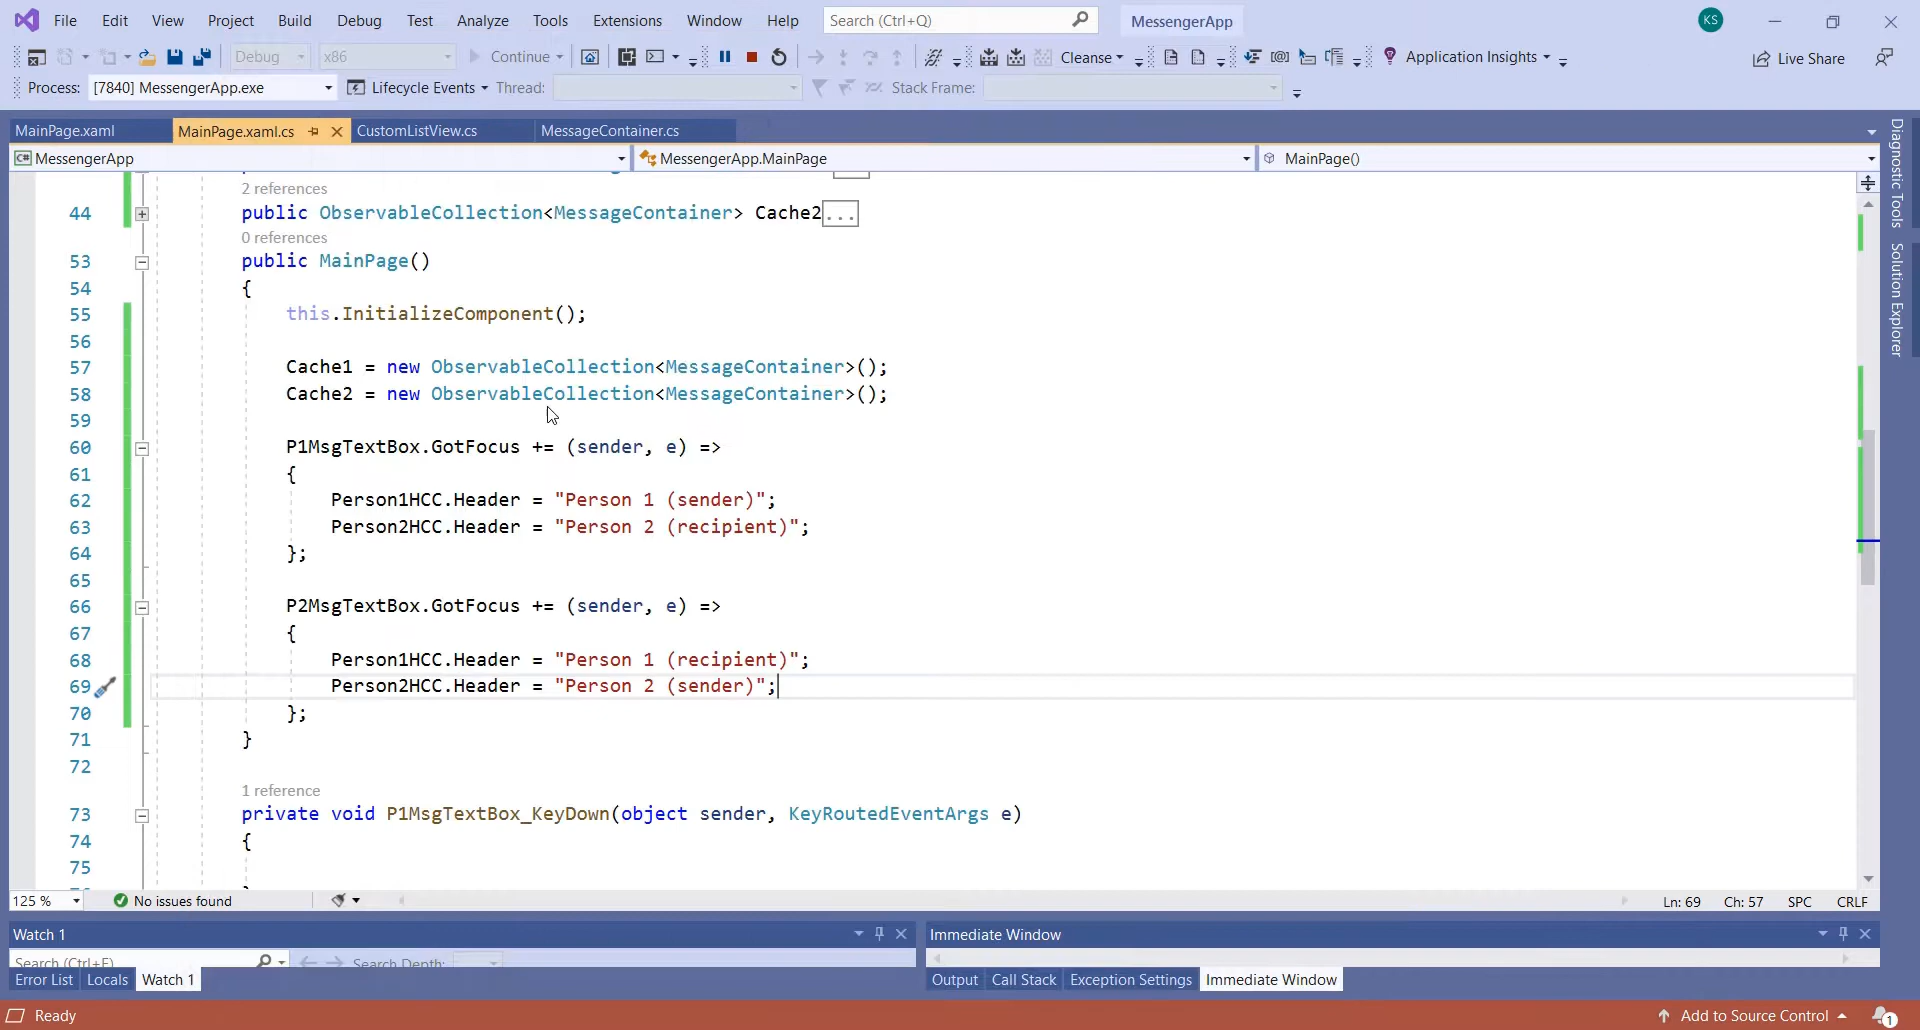 File Edit View Project Build Debug Test Analyze Tools Extensions Window Help Search (Ctrl+Q) MessengerApp KS
Debug x86 Continue Cleanse Application Insights Live Share
Process: [7840] MessengerApp.exe Lifecycle Events Thread: Stack Frame:
MainPage.xaml MainPage.xaml.cs CustomListView.cs MessageContainer.cs
C# MessengerApp MessengerApp.MainPage MainPage()
2 references
44 public ObservableCollection<MessageContainer> Cache2...
0 references
53 public MainPage()
54 {
55 this.InitializeComponent();
56
57 Cache1 = new ObservableCollection<MessageContainer>();
58 Cache2 = new ObservableCollection<MessageContainer>();
59
60 P1MsgTextBox.GotFocus += (sender, e) =>
61 {
62 Person1HCC.Header = "Person 1 (sender)";
63 Person2HCC.Header = "Person 2 (recipient)";
64 };
65
66 P2MsgTextBox.GotFocus += (sender, e) =>
67 {
68 Person1HCC.Header = "Person 1 (recipient)";
69 Person2HCC.Header = "Person 2 (sender)";
70 };
71 }
72
1 reference
73 private void P1MsgTextBox_KeyDown(object sender, KeyRoutedEventArgs e)
74 {
75
125 % No issues found Ln: 69 Ch: 57 SPC CRLF
Watch 1 Immediate Window
Search (Ctrl+E) Search Depth:
Error List Locals Watch 1 Output Call Stack Exception Settings Immediate Window
Ready Add to Source Control 1
Diagnostic Tools
Solution Explorer